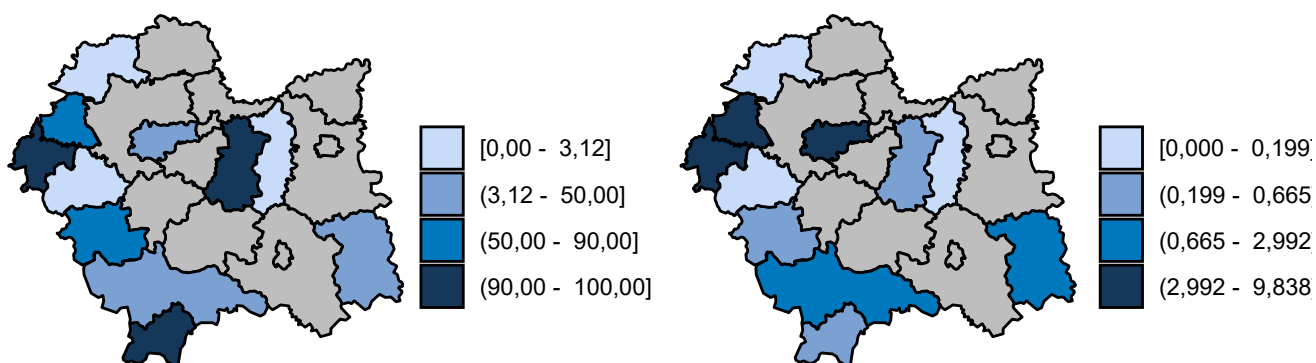 [0,00 - 3,12]
(3,12 - 50,00]
(50,00 - 90,00]
(90,00 - 100,00]
[0,000 - 0,199]
(0,199 - 0,665]
(0,665 - 2,992]
(2,992 - 9,838]